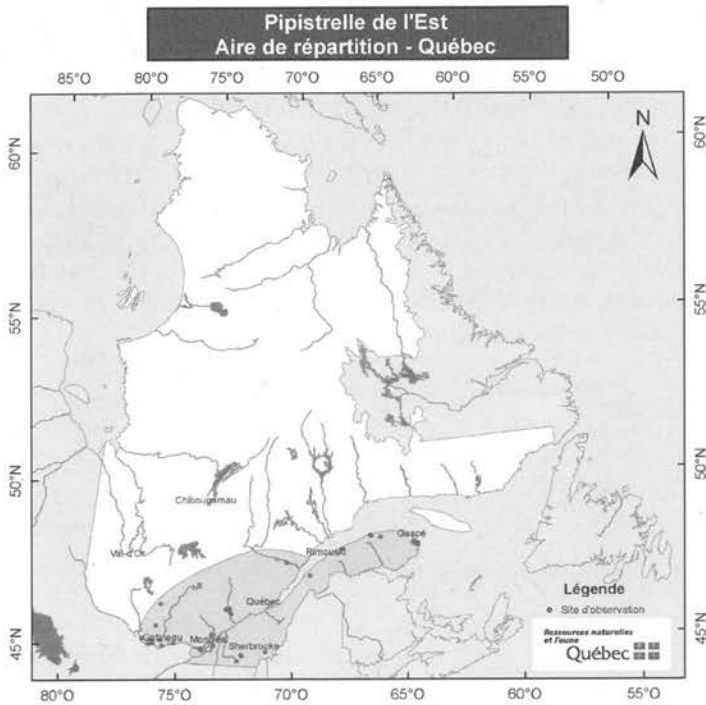 Pipistrelle de l'Est
Aire de répartition - Québec
85°O 80°O 75°O 70°O 65°O 60°O 55°O 50°O
N
60°N 60°N
55°N 55°N
50°N 50°N
Chibougamau
Val-d'Or
Rimouski
Gaspé
Québec
Gatineau
Montréal
Sherbrooke
45°N 45°N
Légende
Site d'observation
Ressources naturelles
et Faune
Québec
80°O 75°O 70°O 65°O 60°O 55°O